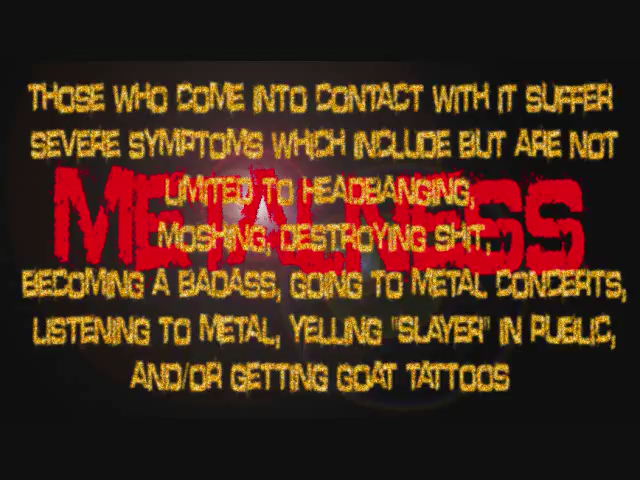 THOSE WHO COME INTO CONTACT WITH IT SUFFER
SEVERE SYMPTOMS WHICH INCLUDE BUT ARE NOT
LIMITED TO HEADBANGING,
METALNESS
MOSHING, DESTROYING SHIT,
BECOMING A BADASS, GOING TO METAL CONCERTS,
LISTENING TO METAL, YELLING "SLAYER" IN PUBLIC,
AND/OR GETTING GOAT TATTOOS